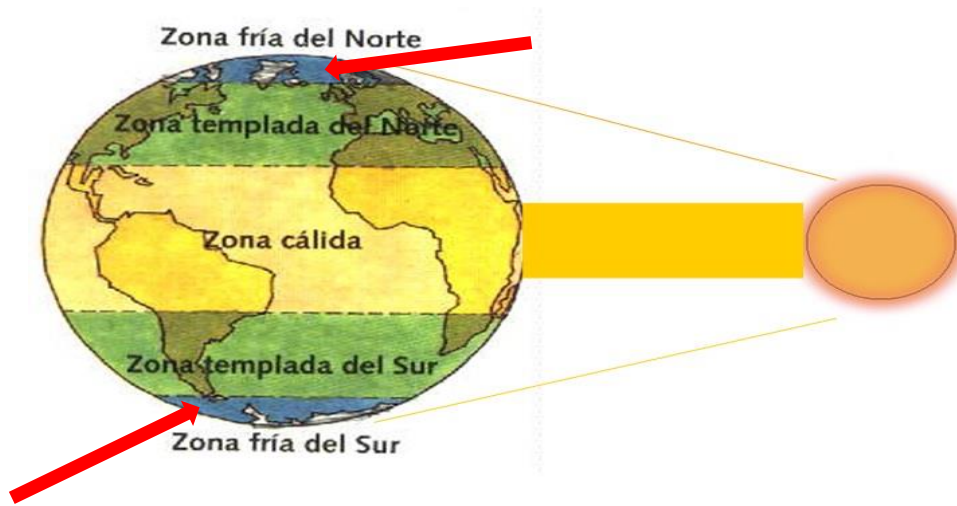 Zona fría del Norte
Zona templada del Norte
Zona cálida
Zona templada del Sur
Zona fría del Sur